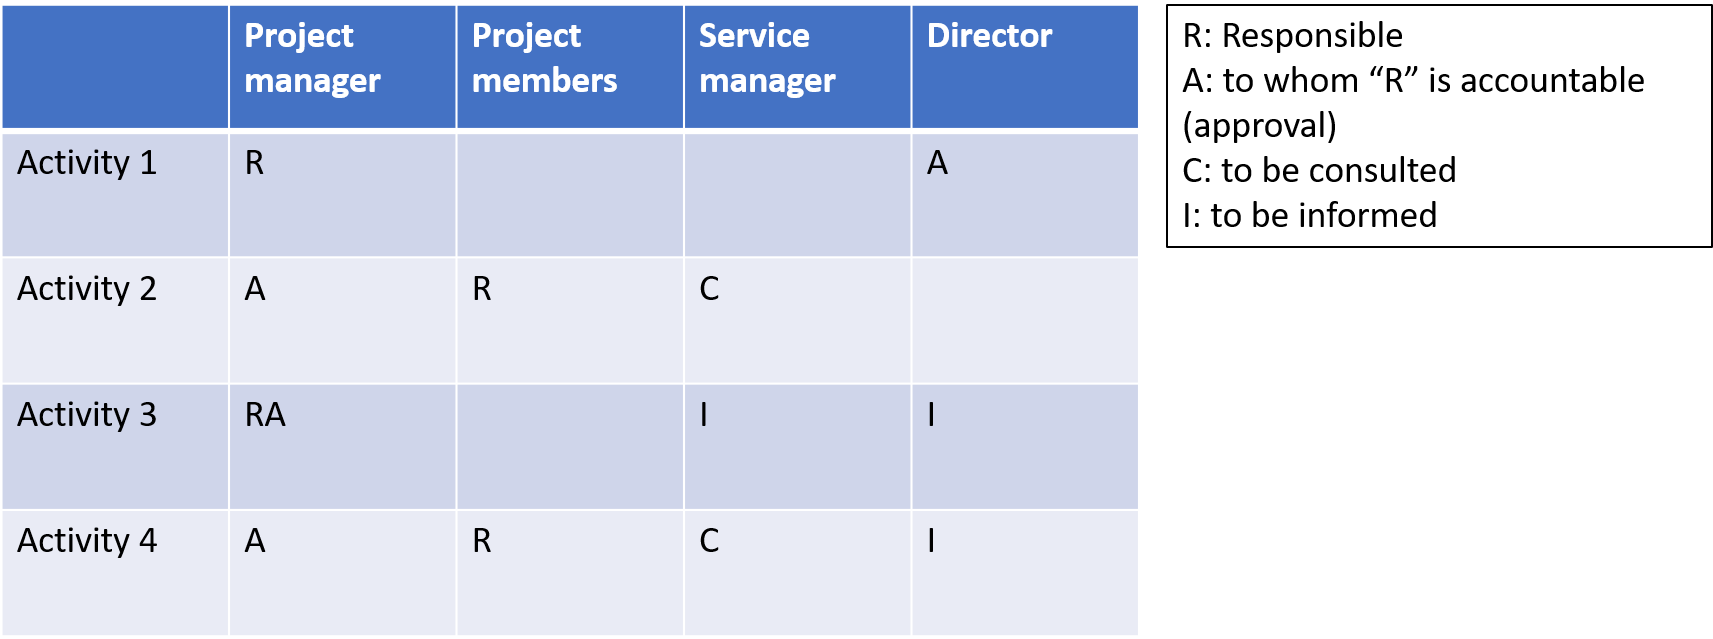 Project manager
Project members
Service manager
Director
Activity 1 R A
Activity 2 A R C
Activity 3 RA I I
Activity 4 A R C I
R: Responsible
A: to whom “R” is accountable
(approval)
C: to be consulted
I: to be informed